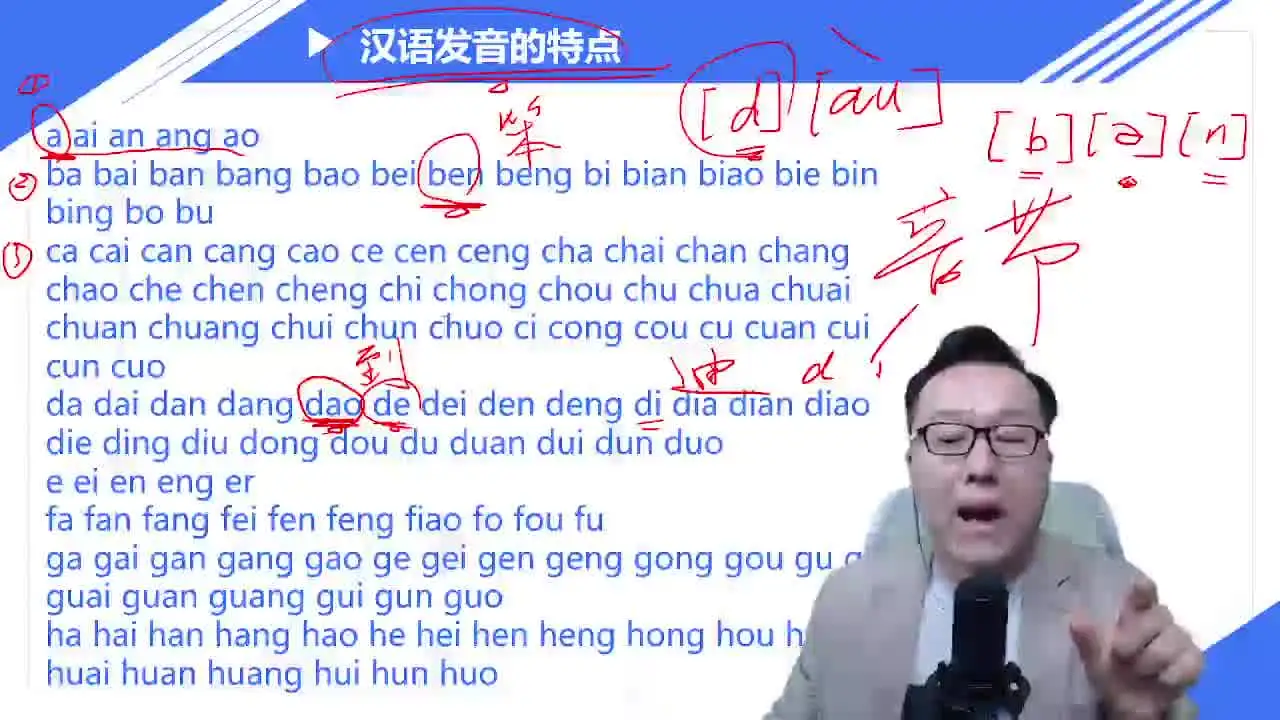 汉语发音的特点
[d] [au]
[b] [ə] [n]
①
笨
a ai an ang ao
② ba bai ban bang bao bei ben beng bi bian biao bie bin
bing bo bu
音节
③ ca cai can cang cao ce cen ceng cha chai chan chang
chao che chen cheng chi chong chou chu chua chuai
chuan chuang chui chun chuo ci cong cou cu cuan cui
cun cuo
到 迪 d i
da dai dan dang dao de dei den deng di dia dian diao
die ding diu dong dou du duan dui dun duo
e ei en eng er
fa fan fang fei fen feng fiao fo fou fu
ga gai gan gang gao ge gei gen geng gong gou gu
guai guan guang gui gun guo
ha hai han hang hao he hei hen heng hong hou
huai huan huang hui hun huo